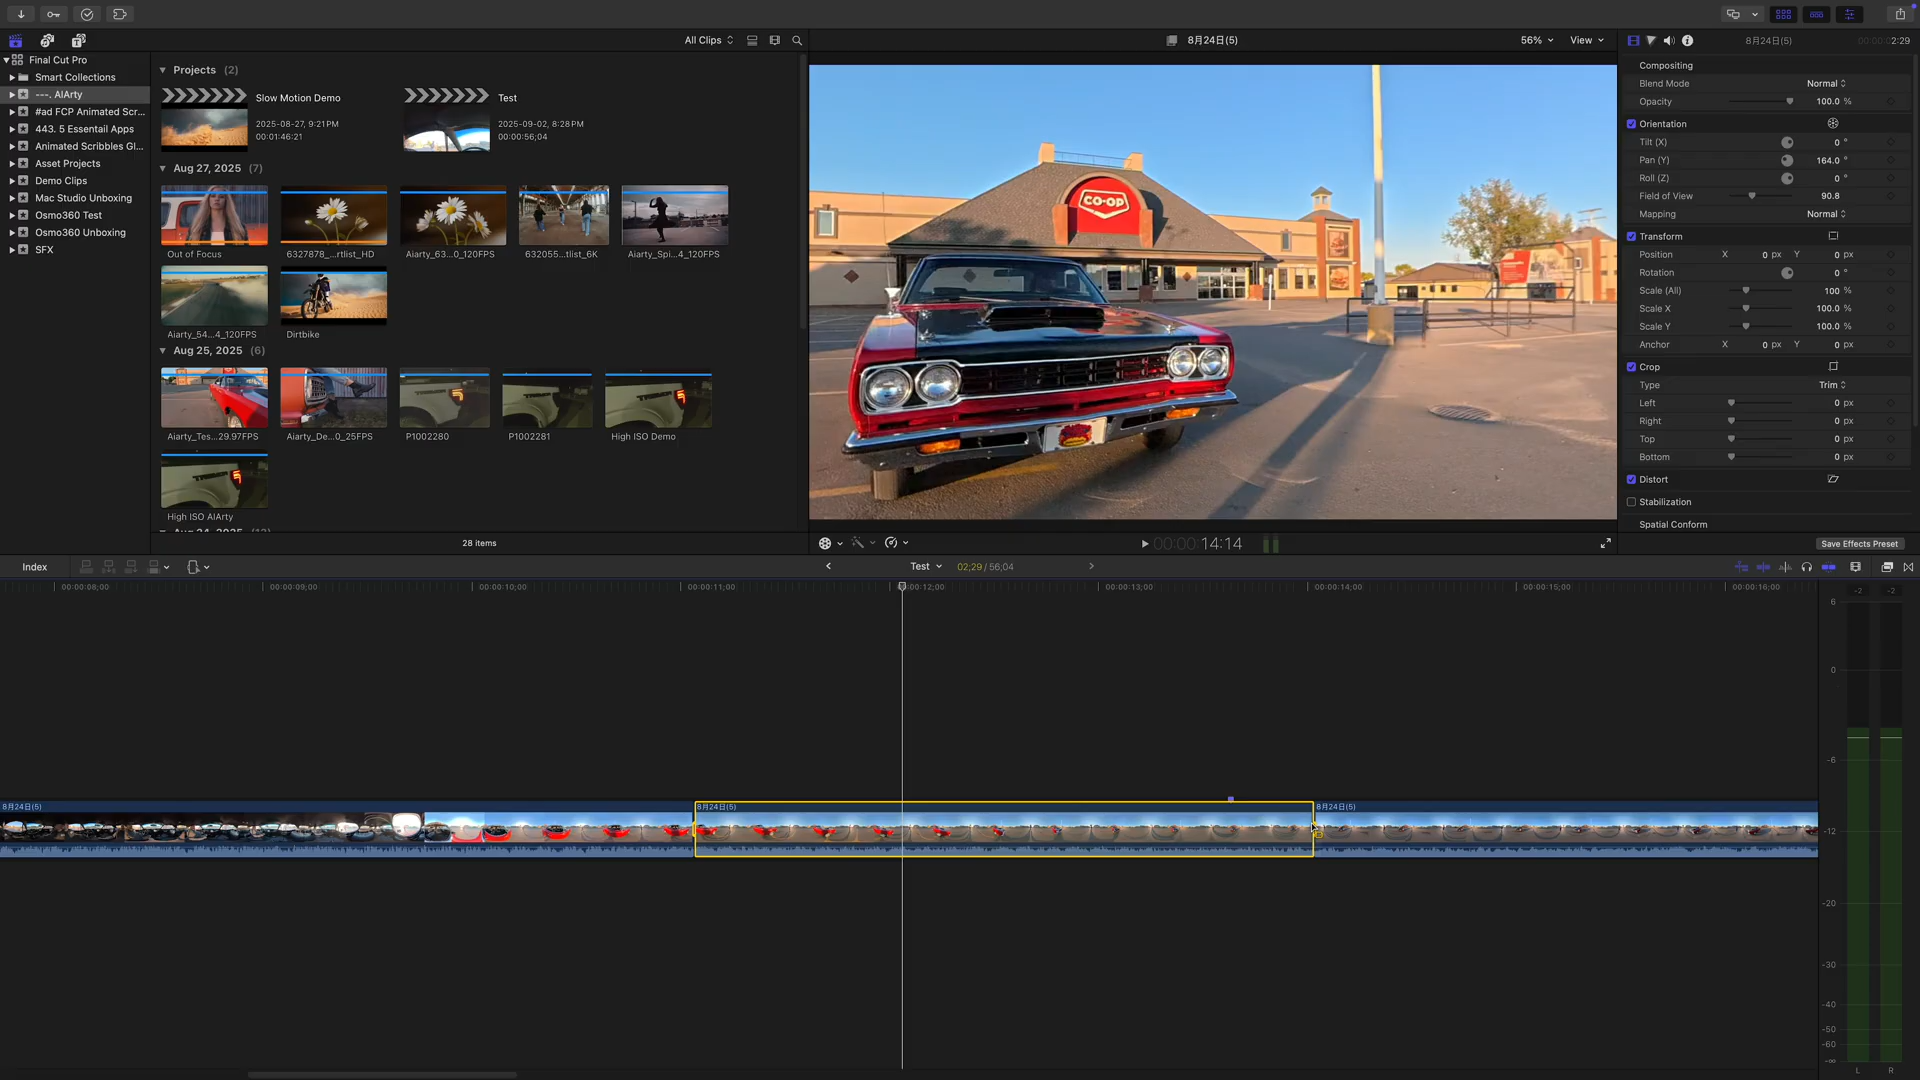 All Clips
8月24日(5)
56%
View
8月24日(5)
2:29
Final Cut Pro
Smart Collections
---. AIArty
#ad FCP Animated Scr...
443. 5 Essentail Apps
Animated Scribbles Gl...
Asset Projects
Demo Clips
Mac Studio Unboxing
Osmo360 Test
Osmo360 Unboxing
SFX
Projects (2)
Slow Motion Demo
2025-08-27, 9:21PM
00:01:46:21
Test
2025-09-02, 8:28PM
00:00:56;04
Aug 27, 2025 (7)
Out of Focus
6327878_...rtlist_HD
Aiarty_63...0_120FPS
632055...tlist_6K
Aiarty_Spi...4_120FPS
Aiarty_54...4_120FPS
Dirtbike
Aug 25, 2025 (6)
Aiarty_Tes...29.97FPS
Aiarty_De...0_25FPS
P1002280
P1002281
High ISO Demo
High ISO AIArty
28 items
CO-OP
00:00:14:14
Compositing
Blend Mode Normal
Opacity 100.0 %
Orientation
Tilt (X) 0 °
Pan (Y) 164.0 °
Roll (Z) 0 °
Field of View 90.8
Mapping Normal
Transform
Position X 0 px Y 0 px
Rotation 0 °
Scale (All) 100 %
Scale X 100.0 %
Scale Y 100.0 %
Anchor X 0 px Y 0 px
Crop
Type Trim
Left 0 px
Right 0 px
Top 0 px
Bottom 0 px
Distort
Stabilization
Spatial Conform
Save Effects Preset
Index
Test
02;29 / 56;04
00:00:08;00
00:00:09;00
00:00:10;00
00:00:11;00
00:00:12;00
00:00:13;00
00:00:14;00
00:00:15;00
00:00:16;00
8月24日(5)
8月24日(5)
8月24日(5)
-2 -2
6
0
-6
-12
-20
-30
-40
-50
-60
-∞
L R